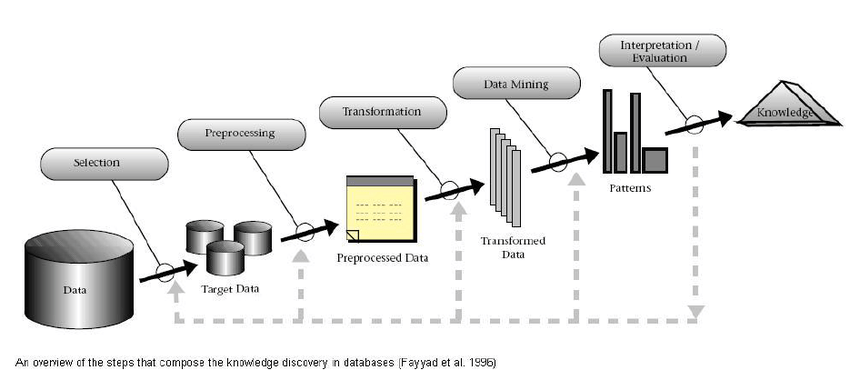 Interpretation /
Evaluation
Data Mining
Transformation
Preprocessing
Selection
Knowledge
Patterns
Transformed
Data
Preprocessed Data
Target Data
Data
An overview of the steps that compose the knowledge discovery in databases (Fayyad et al. 1996)